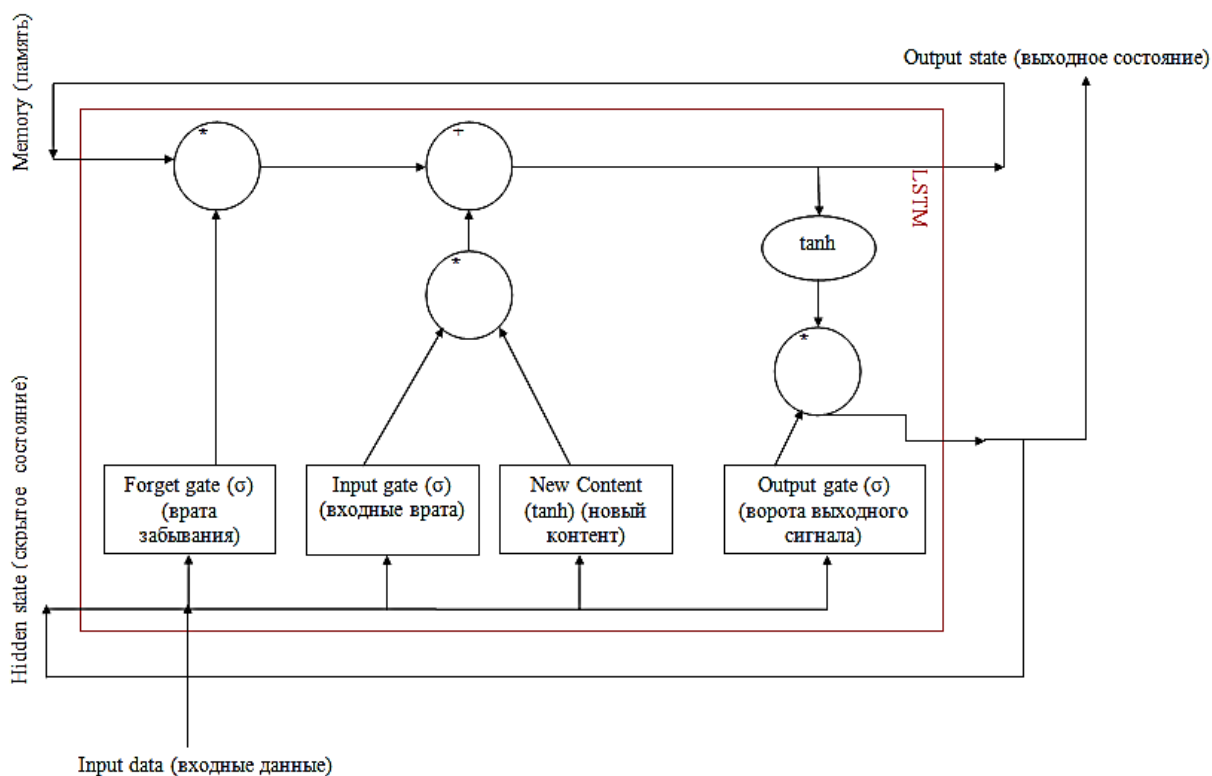 Output state (выходное состояние)
Memory (память)
*
+
LSTM
tanh
*
*
Hidden state (скрытое состояние)
Forget gate (σ)
(врата
забывания)
Input gate (σ)
(входные врата)
New Content
(tanh) (новый
контент)
Output gate (σ)
(ворота выходного
сигнала)
Input data (входные данные)